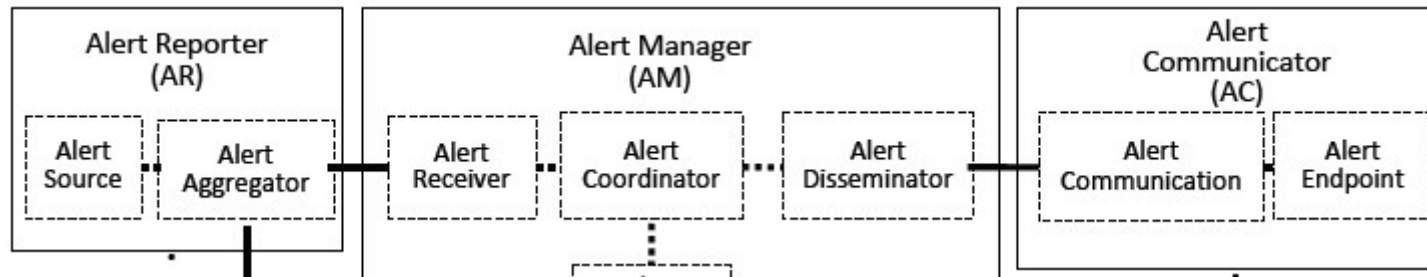 Alert Reporter
(AR)
Alert
Source
Alert
Aggregator
Alert Manager
(AM)
Alert
Receiver
Alert
Coordinator
Alert
Disseminator
Alert
Communicator
(AC)
Alert
Communication
Alert
Endpoint